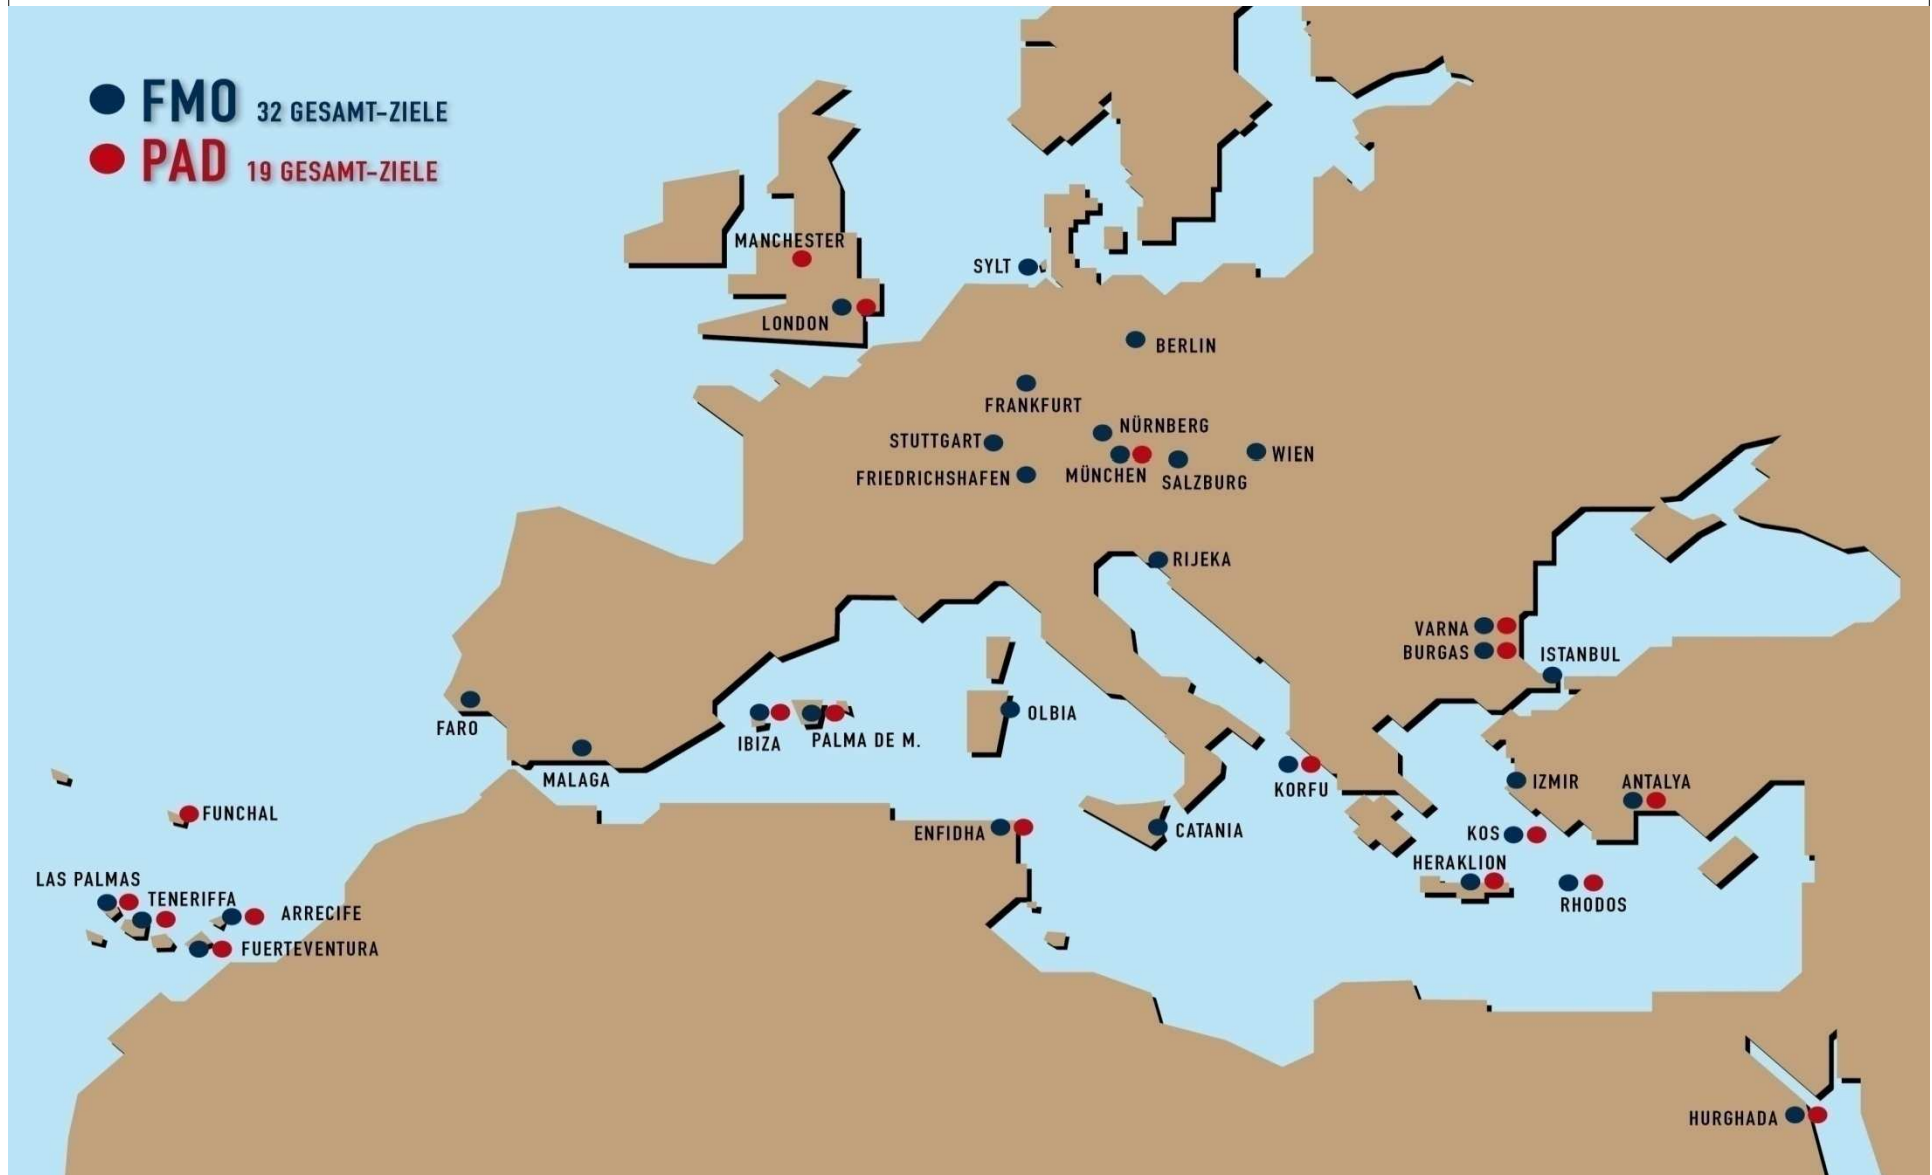 FMO 32 GESAMT-ZIELE
PAD 19 GESAMT-ZIELE
MANCHESTER
SYLT
LONDON
BERLIN
FRANKFURT
NÜRNBERG
STUTTGART
WIEN
FRIEDRICHSHAFEN
MÜNCHEN
SALZBURG
RIJEKA
VARNA
BURGAS
ISTANBUL
OLBIA
FARO
IBIZA
PALMA DE M.
MALAGA
KORFU
IZMIR
ANTALYA
FUNCHAL
ENFIDHA
CATANIA
KOS
HERAKLION
LAS PALMAS
TENERIFFA
ARRECIFE
RHODOS
FUERTEVENTURA
HURGHADA